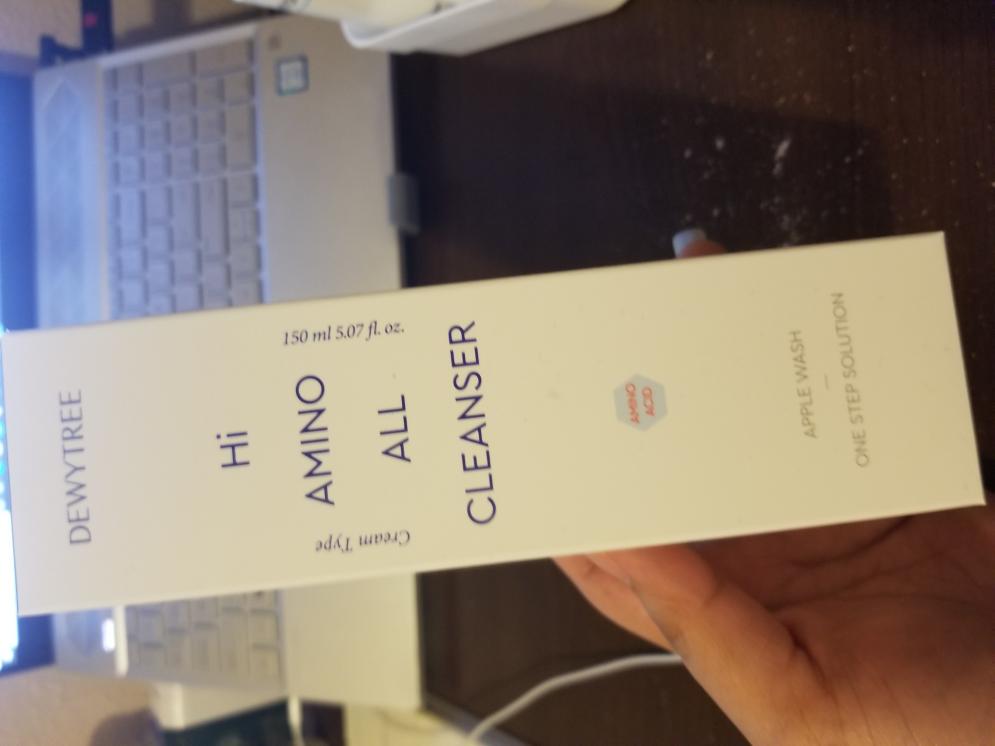 DEWYTREE
Hi
AMINO
ALL
CLEANSER
150 ml 5.07 fl. oz.
Cream Type
AMINO
ACID
APPLE WASH
—
ONE STEP SOLUTION